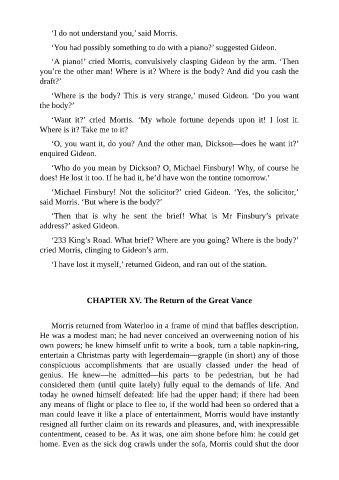 'I do not understand you,' said Morris.
'You had possibly something to do with a piano?' suggested Gideon.
'A piano!' cried Morris, convulsively clasping Gideon by the arm. 'Then
you're the other man! Where is it? Where is the body? And did you cash the
draft?'
'Where is the body? This is very strange,' mused Gideon. 'Do you want
the body?'
'Want it?' cried Morris. 'My whole fortune depends upon it! I lost it.
Where is it? Take me to it?
'O, you want it, do you? And the other man, Dickson—does he want it?'
enquired Gideon.
'Who do you mean by Dickson? O, Michael Finsbury! Why, of course he
does! He lost it too. If he had it, he'd have won the tontine tomorrow.'
'Michael Finsbury! Not the solicitor?' cried Gideon. 'Yes, the solicitor,'
said Morris. 'But where is the body?'
'Then that is why he sent the brief! What is Mr Finsbury's private
address?' asked Gideon.
'233 King's Road. What brief? Where are you going? Where is the body?'
cried Morris, clinging to Gideon's arm.
'I have lost it myself,' returned Gideon, and ran out of the station.
CHAPTER XV. The Return of the Great Vance
Morris returned from Waterloo in a frame of mind that baffles description.
He was a modest man; he had never conceived an overweening notion of his
own powers; he knew himself unfit to write a book, turn a table napkin-ring,
entertain a Christmas party with legerdemain—grapple (in short) any of those
conspicuous accomplishments that are usually classed under the head of
genius. He knew—he admitted—his parts to be pedestrian, but he had
considered them (until quite lately) fully equal to the demands of life. And
today he owned himself defeated: life had the upper hand; if there had been
any means of flight or place to flee to, if the world had been so ordered that a
man could leave it like a place of entertainment, Morris would have instantly
resigned all further claim on its rewards and pleasures, and, with inexpressible
contentment, ceased to be. As it was, one aim shone before him: he could get
home. Even as the sick dog crawls under the sofa, Morris could shut the door